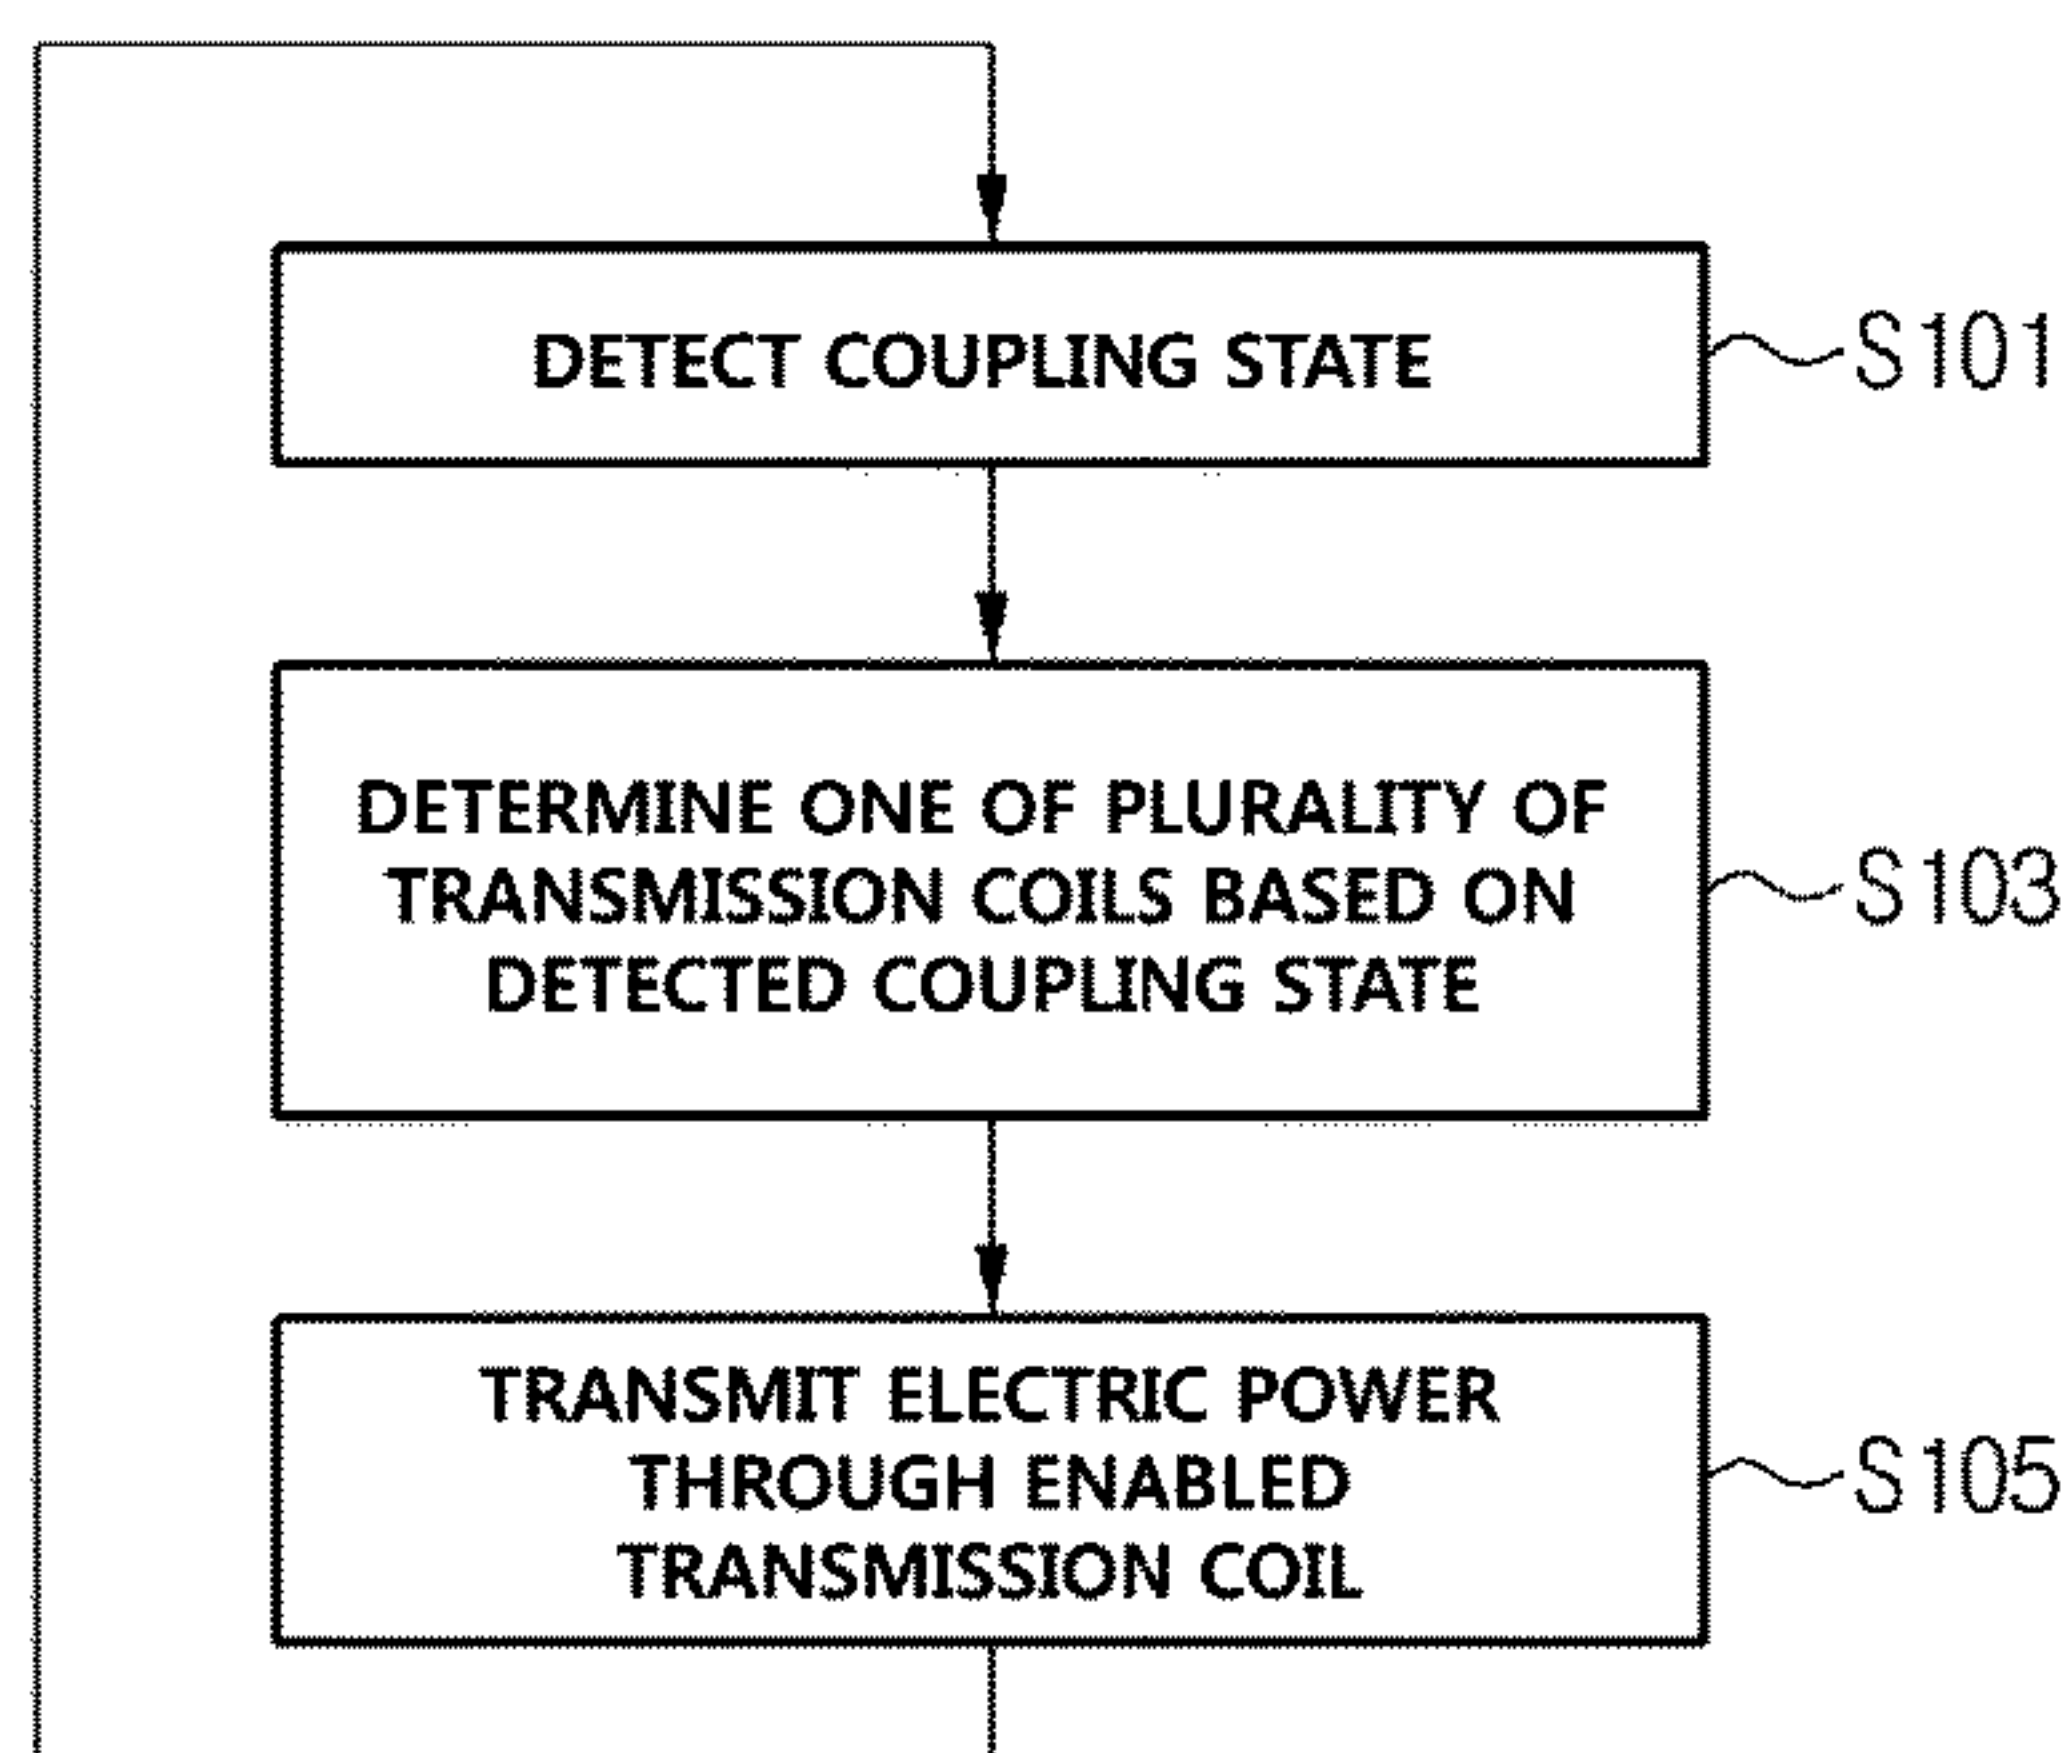 DETECT COUPLING STATE
S101
DETERMINE ONE OF PLURALITY OF
TRANSMISSION COILS BASED ON
DETECTED COUPLING STATE
S103
TRANSMIT ELECTRIC POWER
THROUGH ENABLED
TRANSMISSION COIL
S105